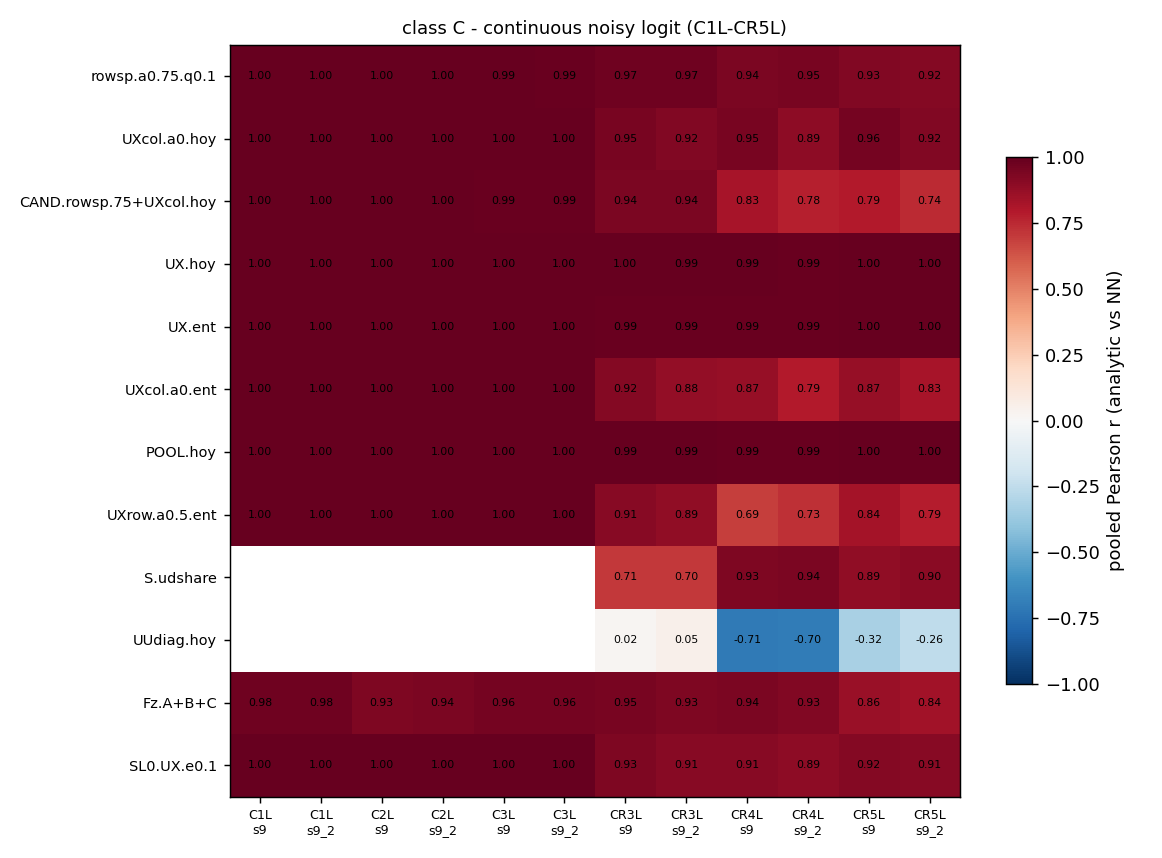 class C - continuous noisy logit (C1L-CR5L)
rowsp.a0.75.q0.1 1.00 1.00 1.00 1.00 0.99 0.99 0.97 0.97 0.94 0.95 0.93 0.92
UXcol.a0.hoy 1.00 1.00 1.00 1.00 1.00 1.00 0.95 0.92 0.95 0.89 0.96 0.92
CAND.rowsp.75+UXcol.hoy 1.00 1.00 1.00 1.00 0.99 0.99 0.94 0.94 0.83 0.78 0.79 0.74
UX.hoy 1.00 1.00 1.00 1.00 1.00 1.00 1.00 0.99 0.99 0.99 1.00 1.00
UX.ent 1.00 1.00 1.00 1.00 1.00 1.00 0.99 0.99 0.99 0.99 1.00 1.00
UXcol.a0.ent 1.00 1.00 1.00 1.00 1.00 1.00 0.92 0.88 0.87 0.79 0.87 0.83
POOL.hoy 1.00 1.00 1.00 1.00 1.00 1.00 0.99 0.99 0.99 0.99 1.00 1.00
UXrow.a0.5.ent 1.00 1.00 1.00 1.00 1.00 1.00 0.91 0.89 0.69 0.73 0.84 0.79
S.udshare 0.71 0.70 0.93 0.94 0.89 0.90
UUdiag.hoy 0.02 0.05 -0.71 -0.70 -0.32 -0.26
Fz.A+B+C 0.98 0.98 0.93 0.94 0.96 0.96 0.95 0.93 0.94 0.93 0.86 0.84
SL0.UX.e0.1 1.00 1.00 1.00 1.00 1.00 1.00 0.93 0.91 0.91 0.89 0.92 0.91
C1L C1L C2L C2L C3L C3L CR3L CR3L CR4L CR4L CR5L CR5L
s9 s9_2 s9 s9_2 s9 s9_2 s9 s9_2 s9 s9_2 s9 s9_2
1.00
0.75
0.50
0.25
0.00
−0.25
−0.50
−0.75
−1.00
pooled Pearson r (analytic vs NN)